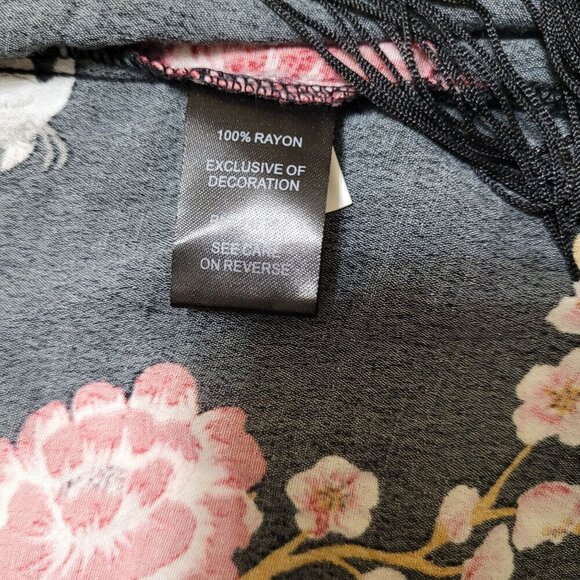 100% RAYON
EXCLUSIVE OF
DECORATION
SEE CARE
ON REVERSE